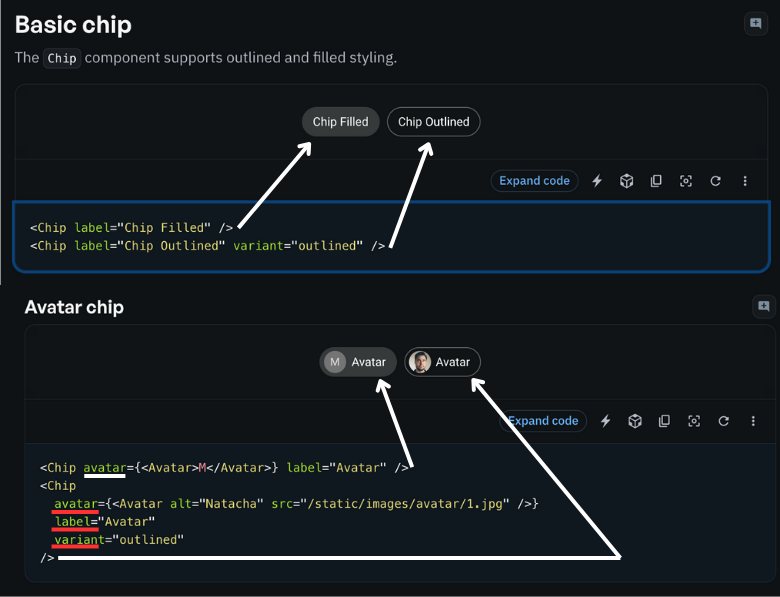 Basic chip
The Chip component supports outlined and filled styling.
Chip Filled
Chip Outlined
Expand code
<Chip label="Chip Filled" />
<Chip label="Chip Outlined" variant="outlined" />
Avatar chip
M Avatar
Avatar
Expand code
<Chip avatar={<Avatar>M</Avatar>} label="Avatar" />
<Chip
avatar={<Avatar alt="Natacha" src="/static/images/avatar/1.jpg" />}
label="Avatar"
variant="outlined"
/>